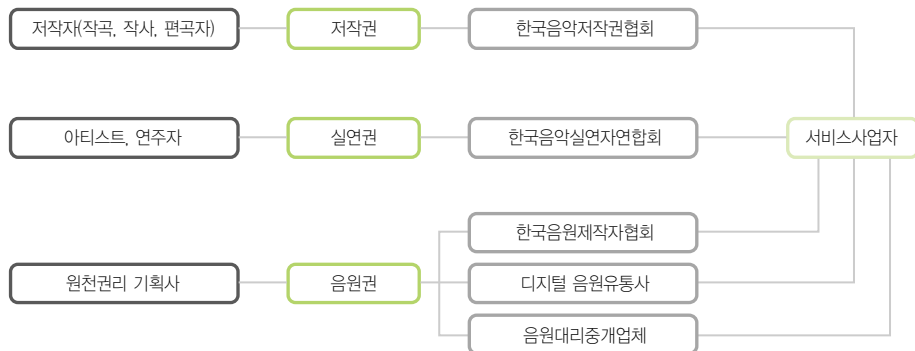 저작자(작곡, 작사, 편곡자)
저작권
한국음악저작권협회
아티스트, 연주자
실연권
한국음악실연자연합회
서비스사업자
한국음원제작자협회
원천권리 기획사
음원권
디지털 음원유통사
음원대리중개업체